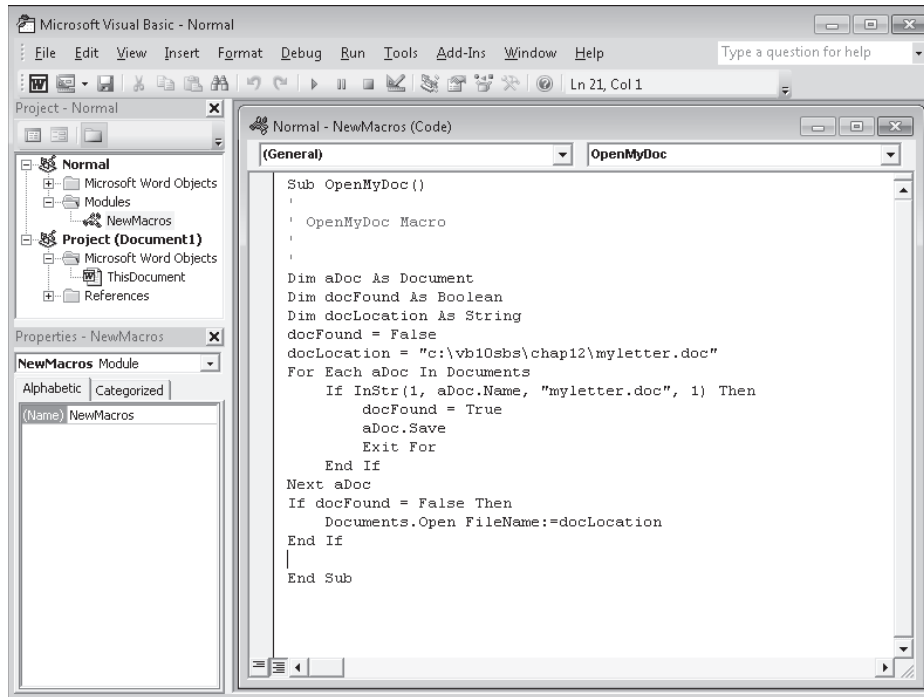 Microsoft Visual Basic - Normal
File Edit View Insert Format Debug Run Tools Add-Ins Window Help Type a question for help
Ln 21, Col 1
Project - Normal
Normal
Microsoft Word Objects
Modules
NewMacros
Project (Document1)
Microsoft Word Objects
ThisDocument
References
Properties - NewMacros
NewMacros Module
Alphabetic Categorized
(Name) NewMacros
Normal - NewMacros (Code)
(General) OpenMyDoc
Sub OpenMyDoc()
'
' OpenMyDoc Macro
'
'
Dim aDoc As Document
Dim docFound As Boolean
Dim docLocation As String
docFound = False
docLocation = "c:\vb10sbs\chap12\myletter.doc"
For Each aDoc In Documents
If InStr(1, aDoc.Name, "myletter.doc", 1) Then
docFound = True
aDoc.Save
Exit For
End If
Next aDoc
If docFound = False Then
Documents.Open FileName:=docLocation
End If
End Sub